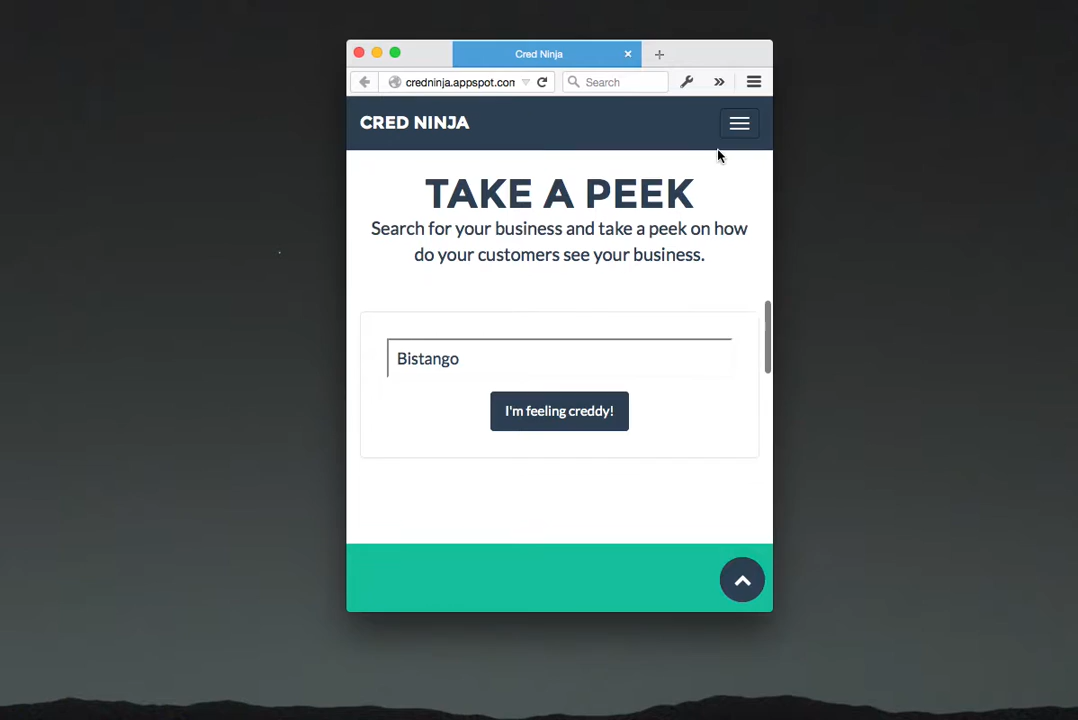 Cred Ninja
credninja.appspot.com
Search
CRED NINJA
TAKE A PEEK
Search for your business and take a peek on how
do your customers see your business.
Bistango
I'm feeling creddy!